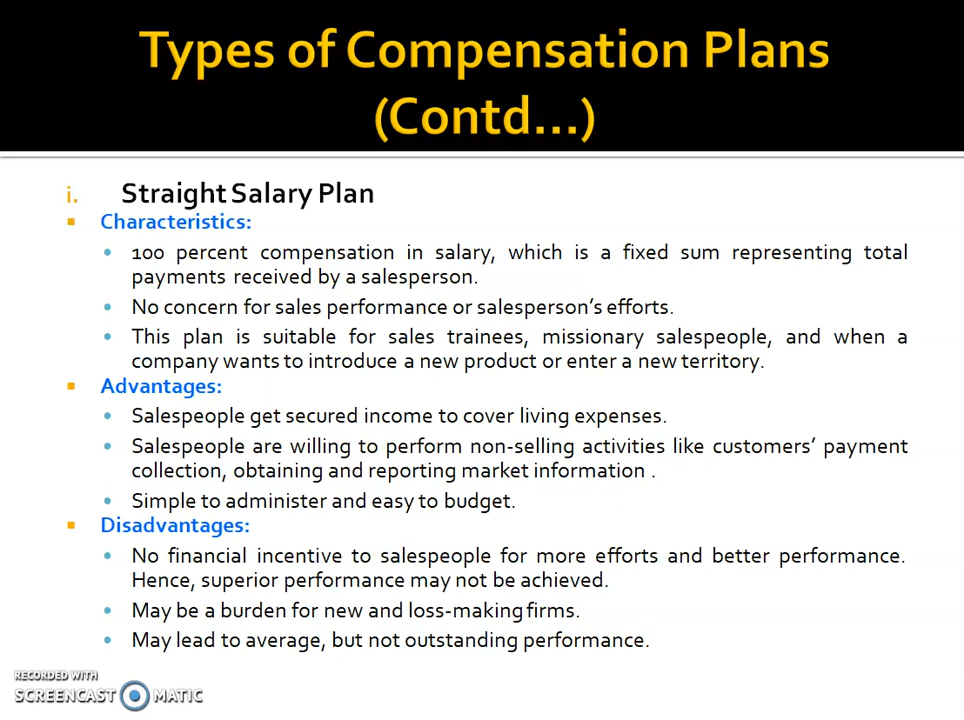 Types of Compensation Plans
(Contd...)
i. Straight Salary Plan
Characteristics:
100 percent compensation in salary, which is a fixed sum representing total
payments received by a salesperson.
No concern for sales performance or salesperson’s efforts.
This plan is suitable for sales trainees, missionary salespeople, and when a
company wants to introduce a new product or enter a new territory.
Advantages:
Salespeople get secured income to cover living expenses.
Salespeople are willing to perform non-selling activities like customers’ payment
collection, obtaining and reporting market information .
Simple to administer and easy to budget.
Disadvantages:
No financial incentive to salespeople for more efforts and better performance.
Hence, superior performance may not be achieved.
May be a burden for new and loss-making firms.
May lead to average, but not outstanding performance.
RECORDED WITH
SCREENCAST MATIC